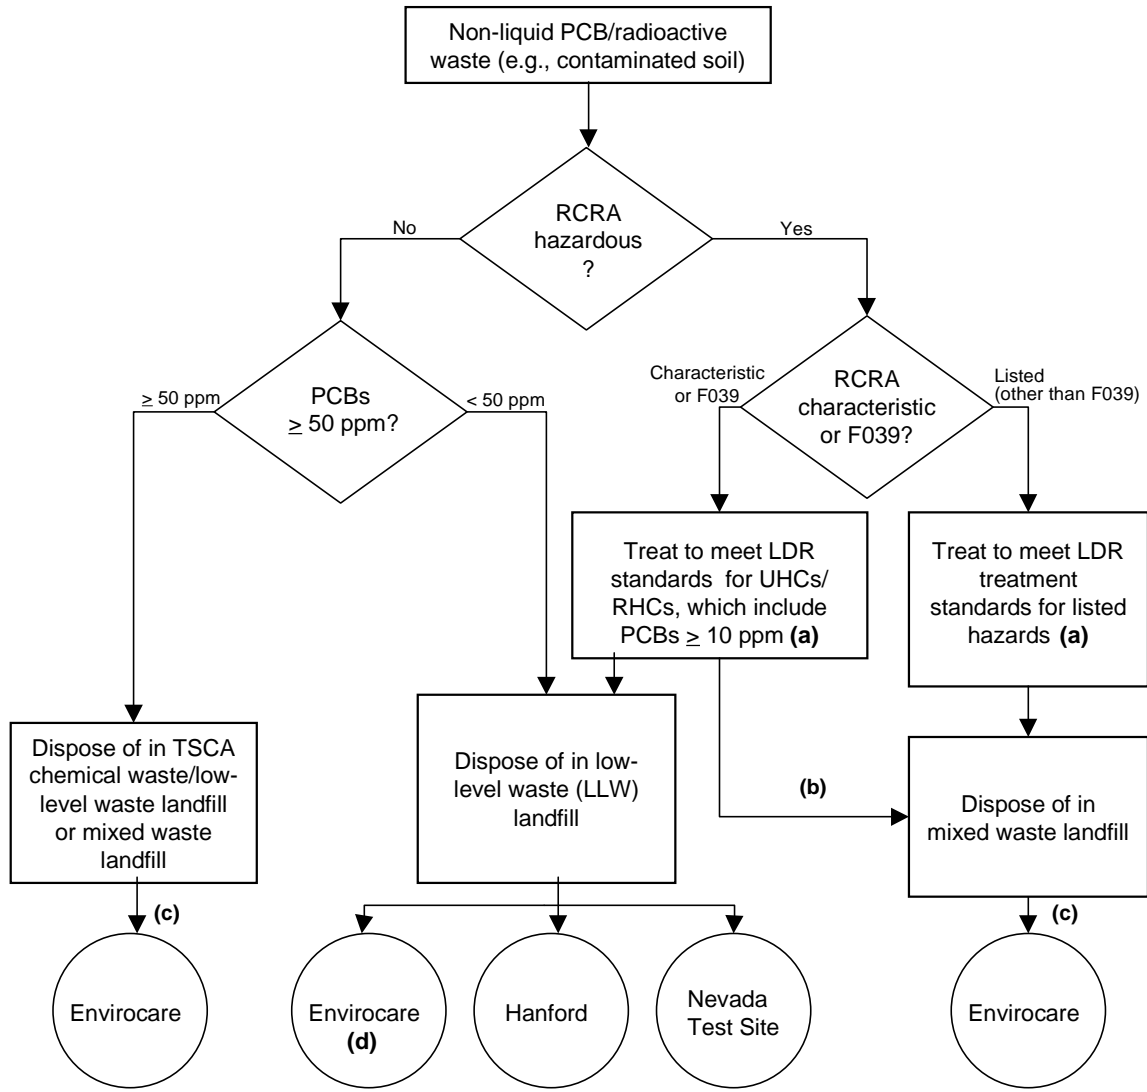 Non-liquid PCB/radioactive
waste (e.g., contaminated soil)
RCRA
hazardous
?
No
Yes
PCBs
≥ 50 ppm?
≥ 50 ppm
< 50 ppm
RCRA
characteristic
or F039?
Characteristic
or F039
Listed
(other than F039)
Treat to meet LDR
standards for UHCs/
RHCs, which include
PCBs ≥ 10 ppm (a)
Treat to meet LDR
treatment
standards for listed
hazards (a)
Dispose of in TSCA
chemical waste/low-
level waste landfill
or mixed waste
landfill
Dispose of in low-
level waste (LLW)
landfill
(b)
Dispose of in
mixed waste landfill
(c)
(c)
Envirocare
Envirocare
(d)
Hanford
Nevada
Test Site
Envirocare